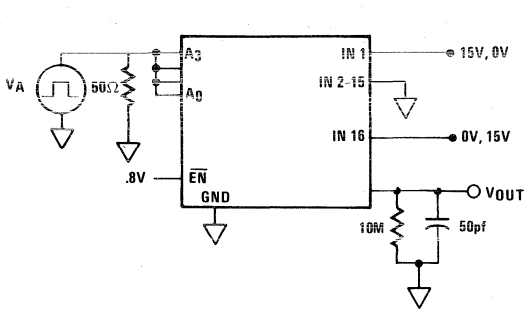 A3
IN 1
15V, 0V
VA
50Ω
IN 2-15
A0
IN 16
0V, 15V
.8V
EN
GND
VOUT
10M
50pf